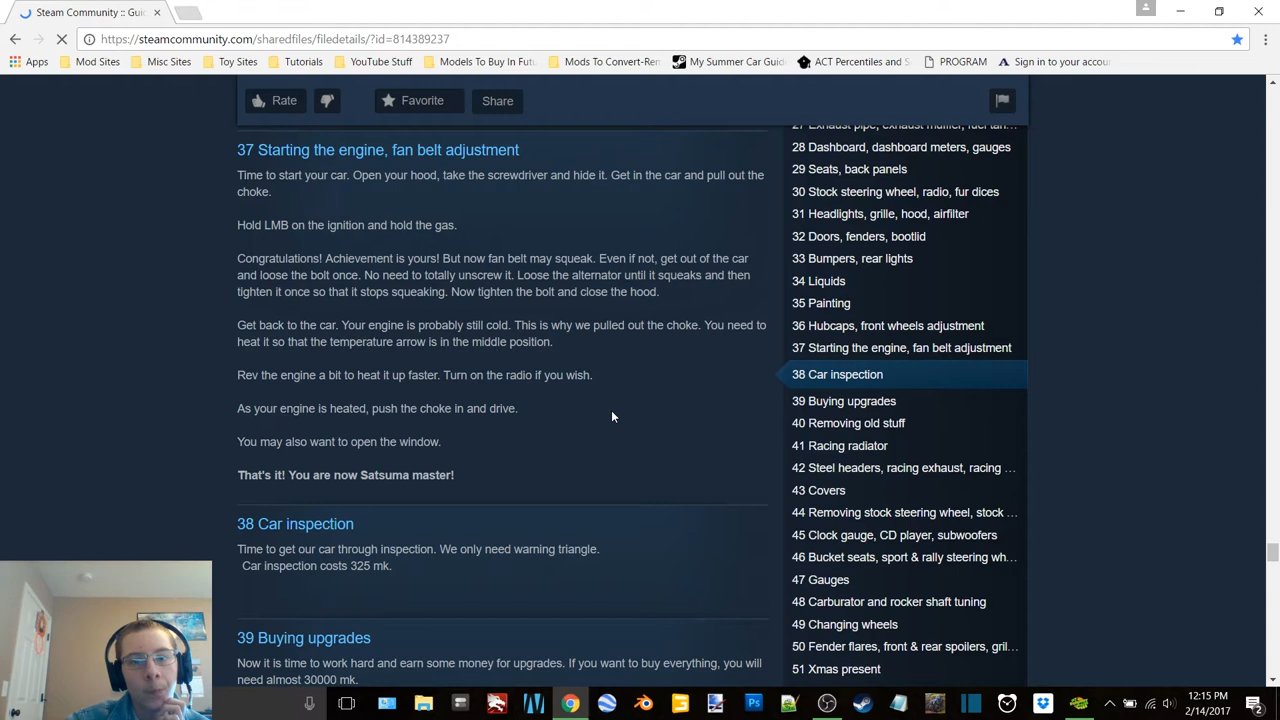 Steam Community :: Gui
https://steamcommunity.com/sharedfiles/filedetails/?id=814389237
Apps Mod Sites Misc Sites Toy Sites Tutorials YouTube Stuff Models To Buy In Futu Mods To Convert-Ren My Summer Car Guid ACT Percentiles and S PROGRAM Sign in to your accou
Rate Favorite Share
37 Starting the engine, fan belt adjustment
Time to start your car. Open your hood, take the screwdriver and hide it. Get in the car and pull out the
choke.
Hold LMB on the ignition and hold the gas.
Congratulations! Achievement is yours! But now fan belt may squeak. Even if not, get out of the car
and loose the bolt once. No need to totally unscrew it. Loose the alternator until it squeaks and then
tighten it once so that it stops squeaking. Now tighten the bolt and close the hood.
Get back to the car. Your engine is probably still cold. This is why we pulled out the choke. You need to
heat it so that the temperature arrow is in the middle position.
Rev the engine a bit to heat it up faster. Turn on the radio if you wish.
As your engine is heated, push the choke in and drive.
You may also want to open the window.
That's it! You are now Satsuma master!
38 Car inspection
Time to get our car through inspection. We only need warning triangle.
Car inspection costs 325 mk.
39 Buying upgrades
Now it is time to work hard and earn some money for upgrades. If you want to buy everything, you will
need almost 30000 mk.
27 Exhaust pipe, exhaust muffler, fuel tan...
28 Dashboard, dashboard meters, gauges
29 Seats, back panels
30 Stock steering wheel, radio, fur dices
31 Headlights, grille, hood, airfilter
32 Doors, fenders, bootlid
33 Bumpers, rear lights
34 Liquids
35 Painting
36 Hubcaps, front wheels adjustment
37 Starting the engine, fan belt adjustment
38 Car inspection
39 Buying upgrades
40 Removing old stuff
41 Racing radiator
42 Steel headers, racing exhaust, racing ...
43 Covers
44 Removing stock steering wheel, stock ...
45 Clock gauge, CD player, subwoofers
46 Bucket seats, sport & rally steering wh...
47 Gauges
48 Carburator and rocker shaft tuning
49 Changing wheels
50 Fender flares, front & rear spoilers, gril...
51 Xmas present
12:15 PM
2/14/2017